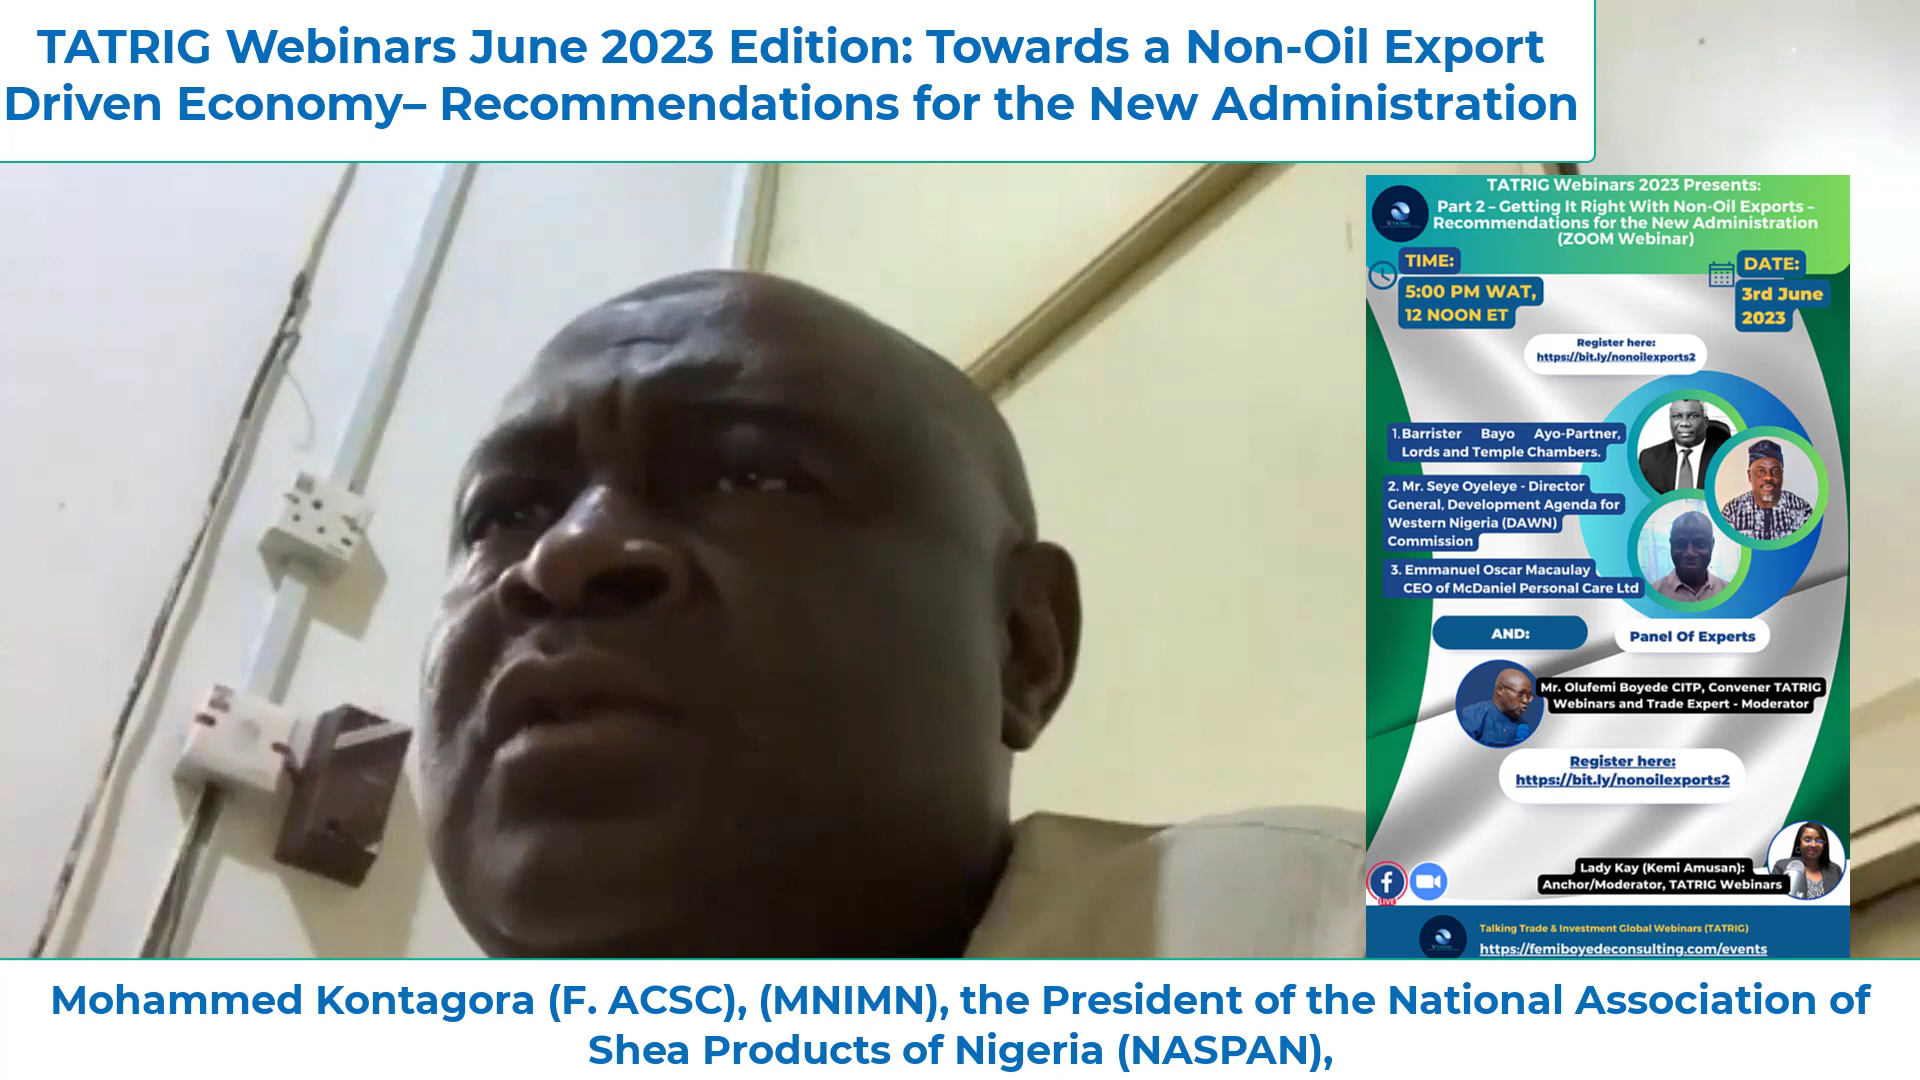 TATRIG Webinars June 2023 Edition: Towards a Non-Oil Export
Driven Economy– Recommendations for the New Administration
TATRIG Webinars 2023 Presents:
Part 2 – Getting It Right With Non-Oil Exports –
Recommendations for the New Administration
(ZOOM Webinar)
TIME:
5:00 PM WAT,
12 NOON ET
DATE:
3rd June
2023
Register here:
https://bit.ly/nonoilexports2
1. Barrister Bayo Ayo-Partner,
Lords and Temple Chambers.
2. Mr. Seye Oyeleye - Director
General, Development Agenda for
Western Nigeria (DAWN)
Commission
3. Emmanuel Oscar Macaulay
CEO of McDaniel Personal Care Ltd
AND:
Panel Of Experts
Mr. Olufemi Boyede CITP, Convener TATRIG
Webinars and Trade Expert - Moderator
Register here:
https://bit.ly/nonoilexports2
Lady Kay (Kemi Amusan):
Anchor/Moderator, TATRIG Webinars
LIVE
Talking Trade & Investment Global Webinars (TATRIG)
https://femiboyedeconsulting.com/events
Mohammed Kontagora (F. ACSC), (MNIMN), the President of the National Association of
Shea Products of Nigeria (NASPAN),